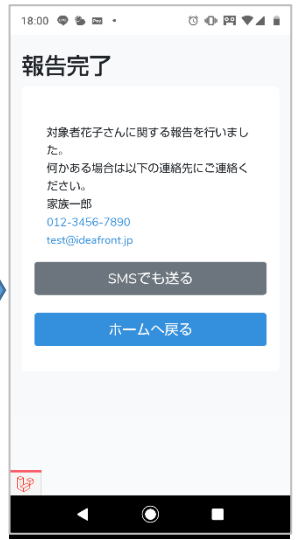 18:00
報告完了
対象者花子さんに関する報告を行いまし
た。
何かある場合は以下の連絡先にご連絡く
ださい。
家族一郎
012-3456-7890
test@ideafront.jp
SMSでも送る
ホームへ戻る